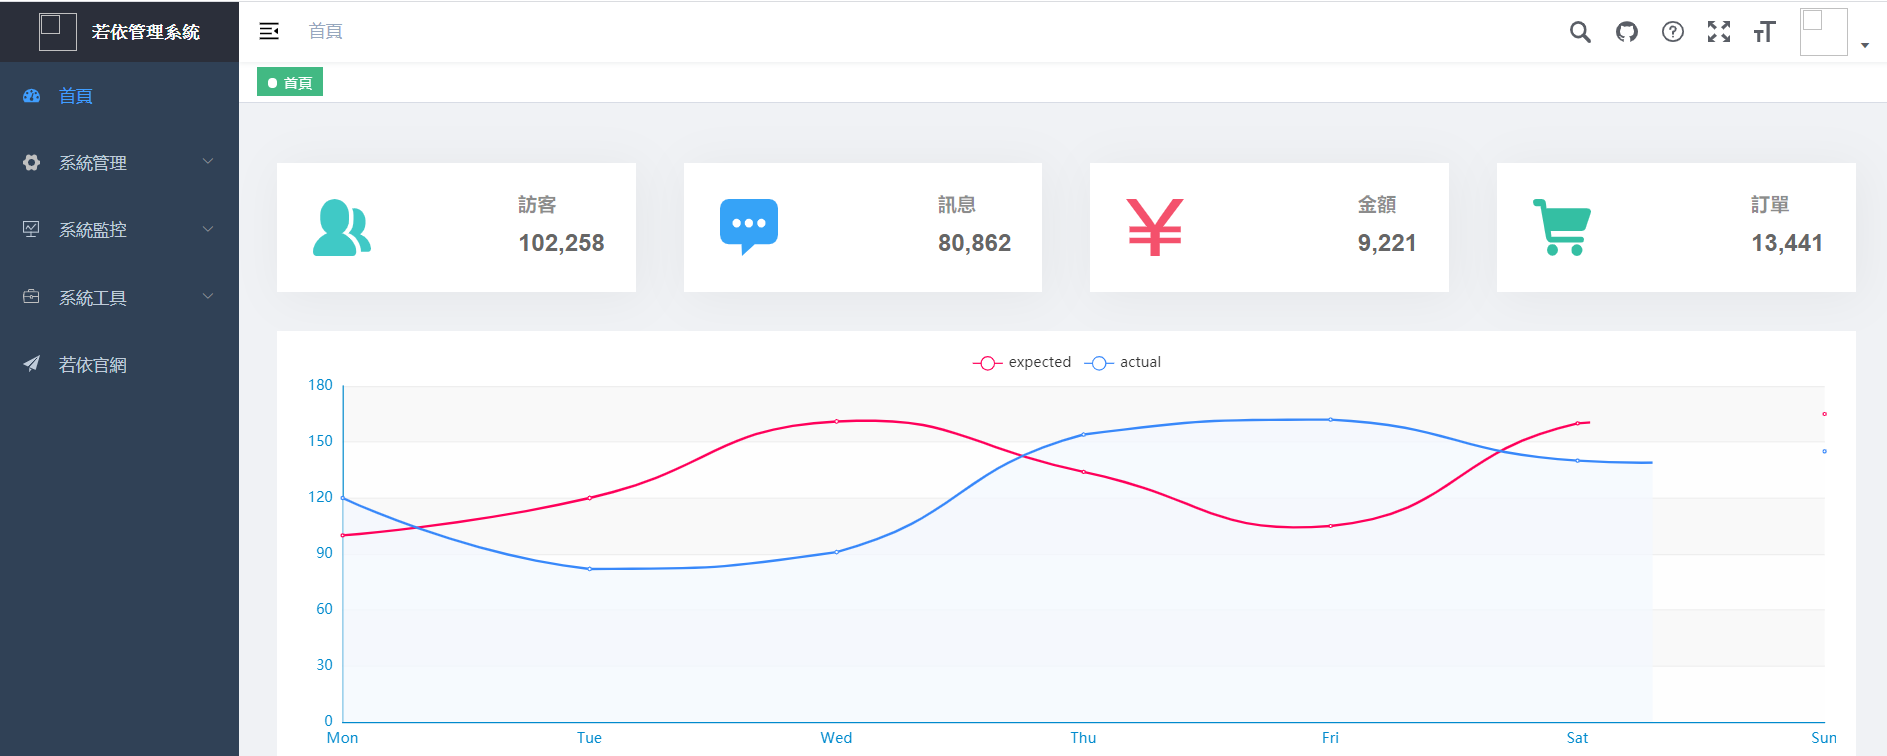 若依管理系統
首頁
系統管理
系統監控
系統工具
若依官網
首頁
首頁
訪客
102,258
訊息
80,862
金額
9,221
訂單
13,441
expected
actual
180
150
120
90
60
30
0
Mon Tue Wed Thu Fri Sat Sun